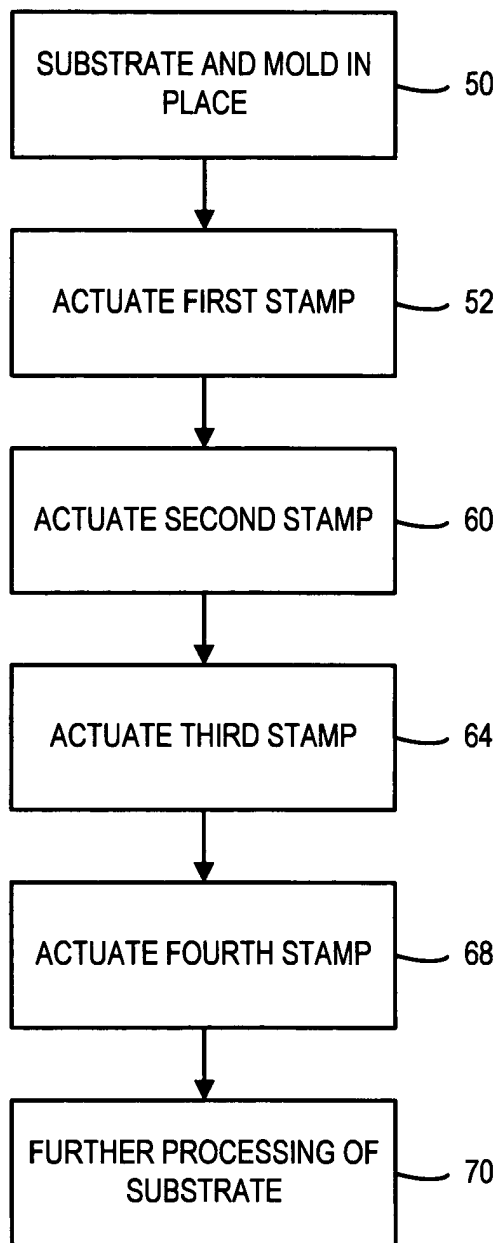 SUBSTRATE AND MOLD IN
PLACE
50
ACTUATE FIRST STAMP
52
ACTUATE SECOND STAMP
60
ACTUATE THIRD STAMP
64
ACTUATE FOURTH STAMP
68
FURTHER PROCESSING OF
SUBSTRATE
70